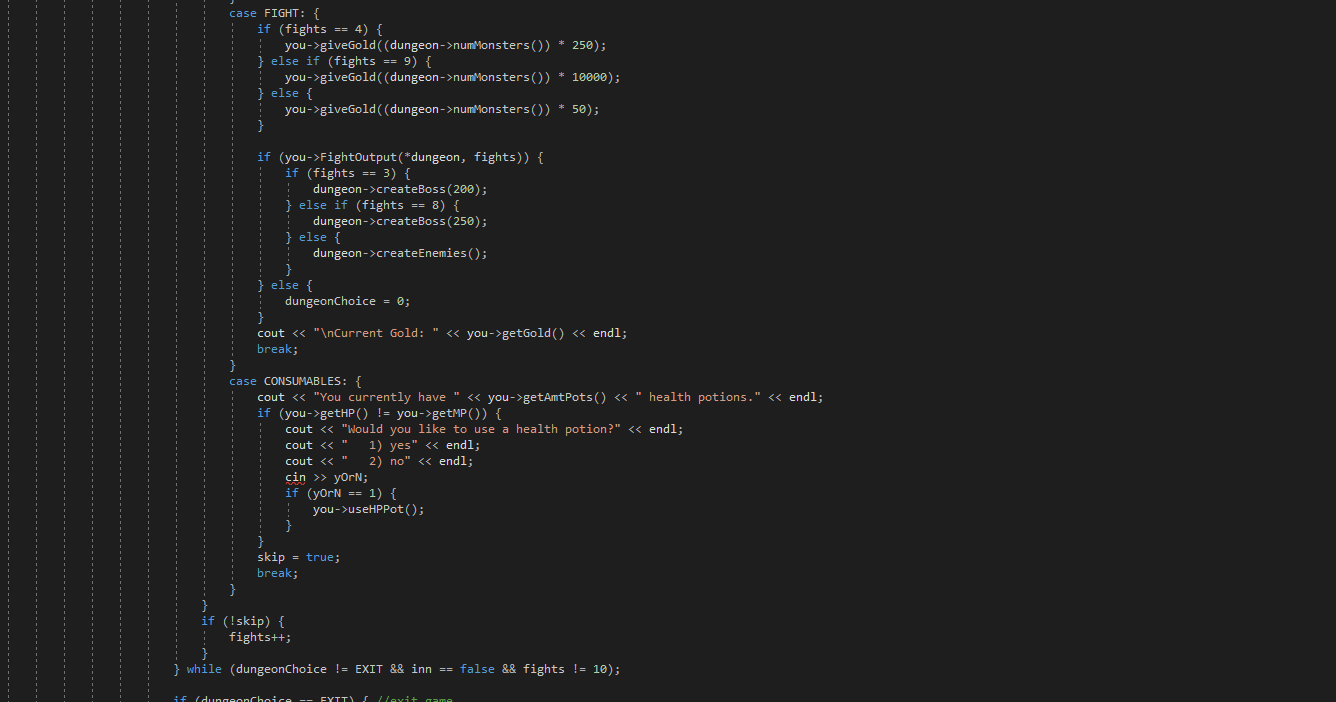 }
case FIGHT: {
if (fights == 4) {
you->giveGold((dungeon->numMonsters()) * 250);
} else if (fights == 9) {
you->giveGold((dungeon->numMonsters()) * 10000);
} else {
you->giveGold((dungeon->numMonsters()) * 50);
}
if (you->FightOutput(*dungeon, fights)) {
if (fights == 3) {
dungeon->createBoss(200);
} else if (fights == 8) {
dungeon->createBoss(250);
} else {
dungeon->createEnemies();
}
} else {
dungeonChoice = 0;
}
cout << "\nCurrent Gold: " << you->getGold() << endl;
break;
}
case CONSUMABLES: {
cout << "You currently have " << you->getAmtPots() << " health potions." << endl;
if (you->getHP() != you->getMP()) {
cout << "Would you like to use a health potion?" << endl;
cout << "   1) yes" << endl;
cout << "   2) no" << endl;
cin >> yOrN;
if (yOrN == 1) {
you->useHPPot();
}
}
skip = true;
break;
}
}
if (!skip) {
fights++;
}
} while (dungeonChoice != EXIT && inn == false && fights != 10);
if (dungeonChoice == EXIT) { //exit game